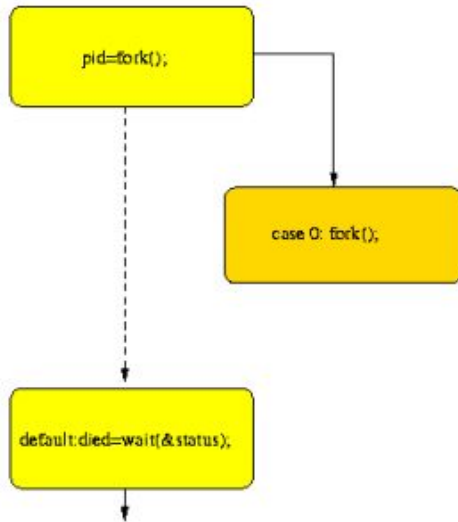 pid=fork();
case 0: fork();
default:died=wait(&status);